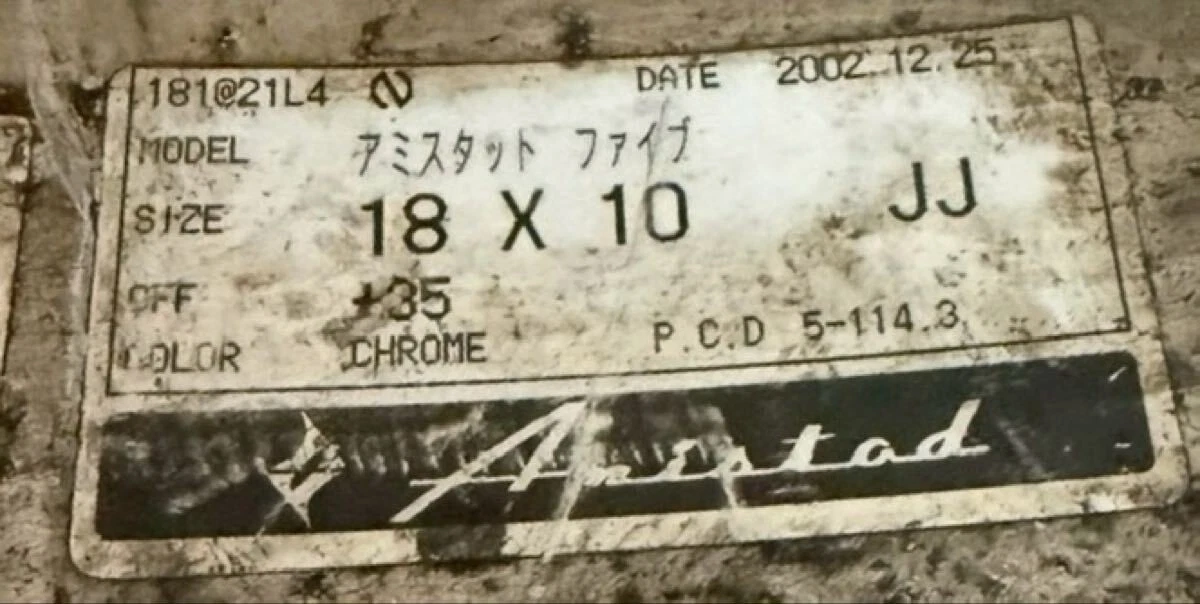 181@21L4 2 DATE 2002.12.25
MODEL アミスタット ファイブ
SIZE 18 X 10 JJ
OFF +35
COLOR CHROME P.C.D 5-114.3
Amistad